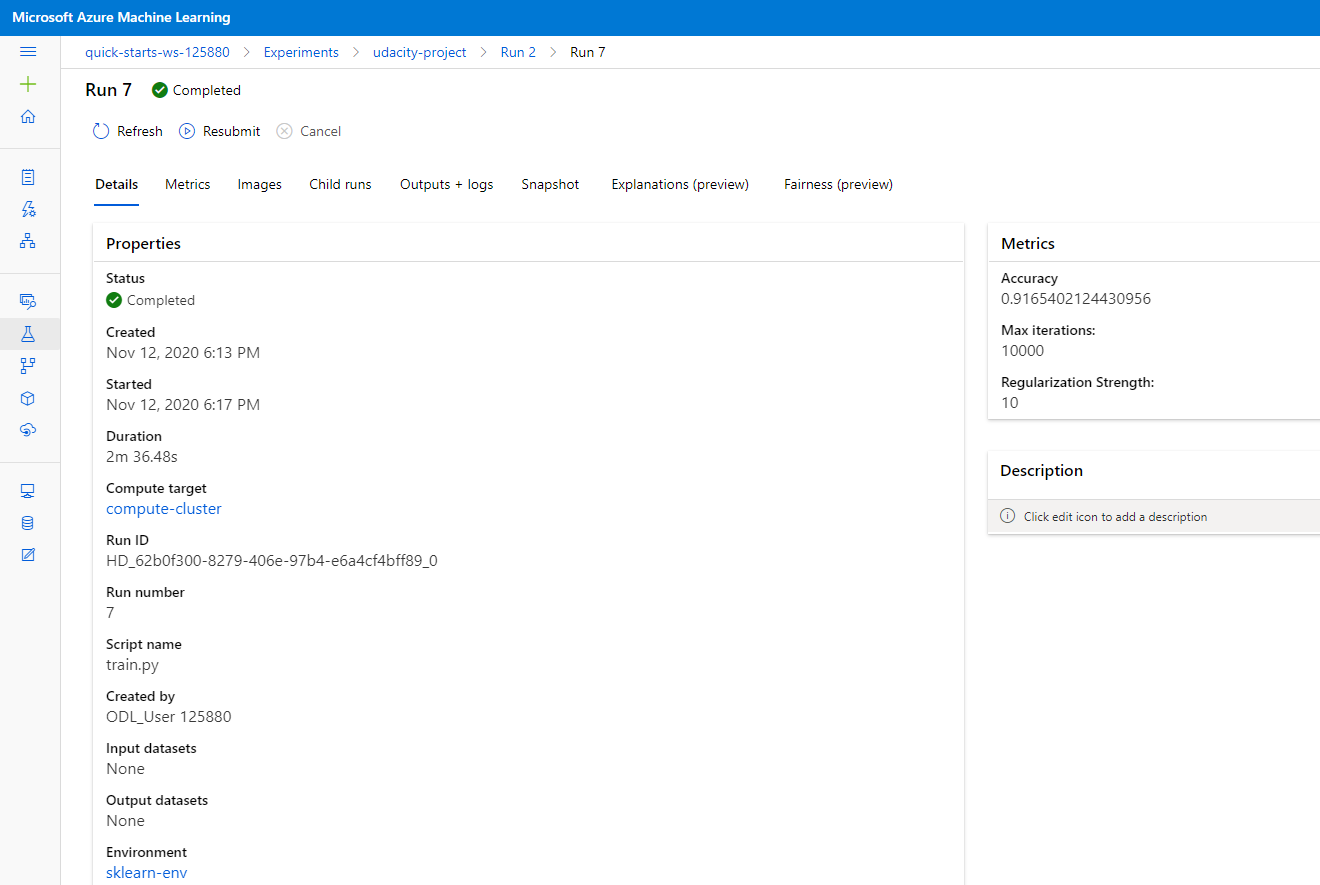 Microsoft Azure Machine Learning
quick-starts-ws-125880 > Experiments > udacity-project > Run 2 > Run 7
Run 7 Completed
Refresh Resubmit Cancel
Details Metrics Images Child runs Outputs + logs Snapshot Explanations (preview) Fairness (preview)
Properties
Status
Completed
Created
Nov 12, 2020 6:13 PM
Started
Nov 12, 2020 6:17 PM
Duration
2m 36.48s
Compute target
compute-cluster
Run ID
HD_62b0f300-8279-406e-97b4-e6a4cf4bff89_0
Run number
7
Script name
train.py
Created by
ODL_User 125880
Input datasets
None
Output datasets
None
Environment
sklearn-env
Metrics
Accuracy
0.9165402124430956
Max iterations:
10000
Regularization Strength:
10
Description
Click edit icon to add a description